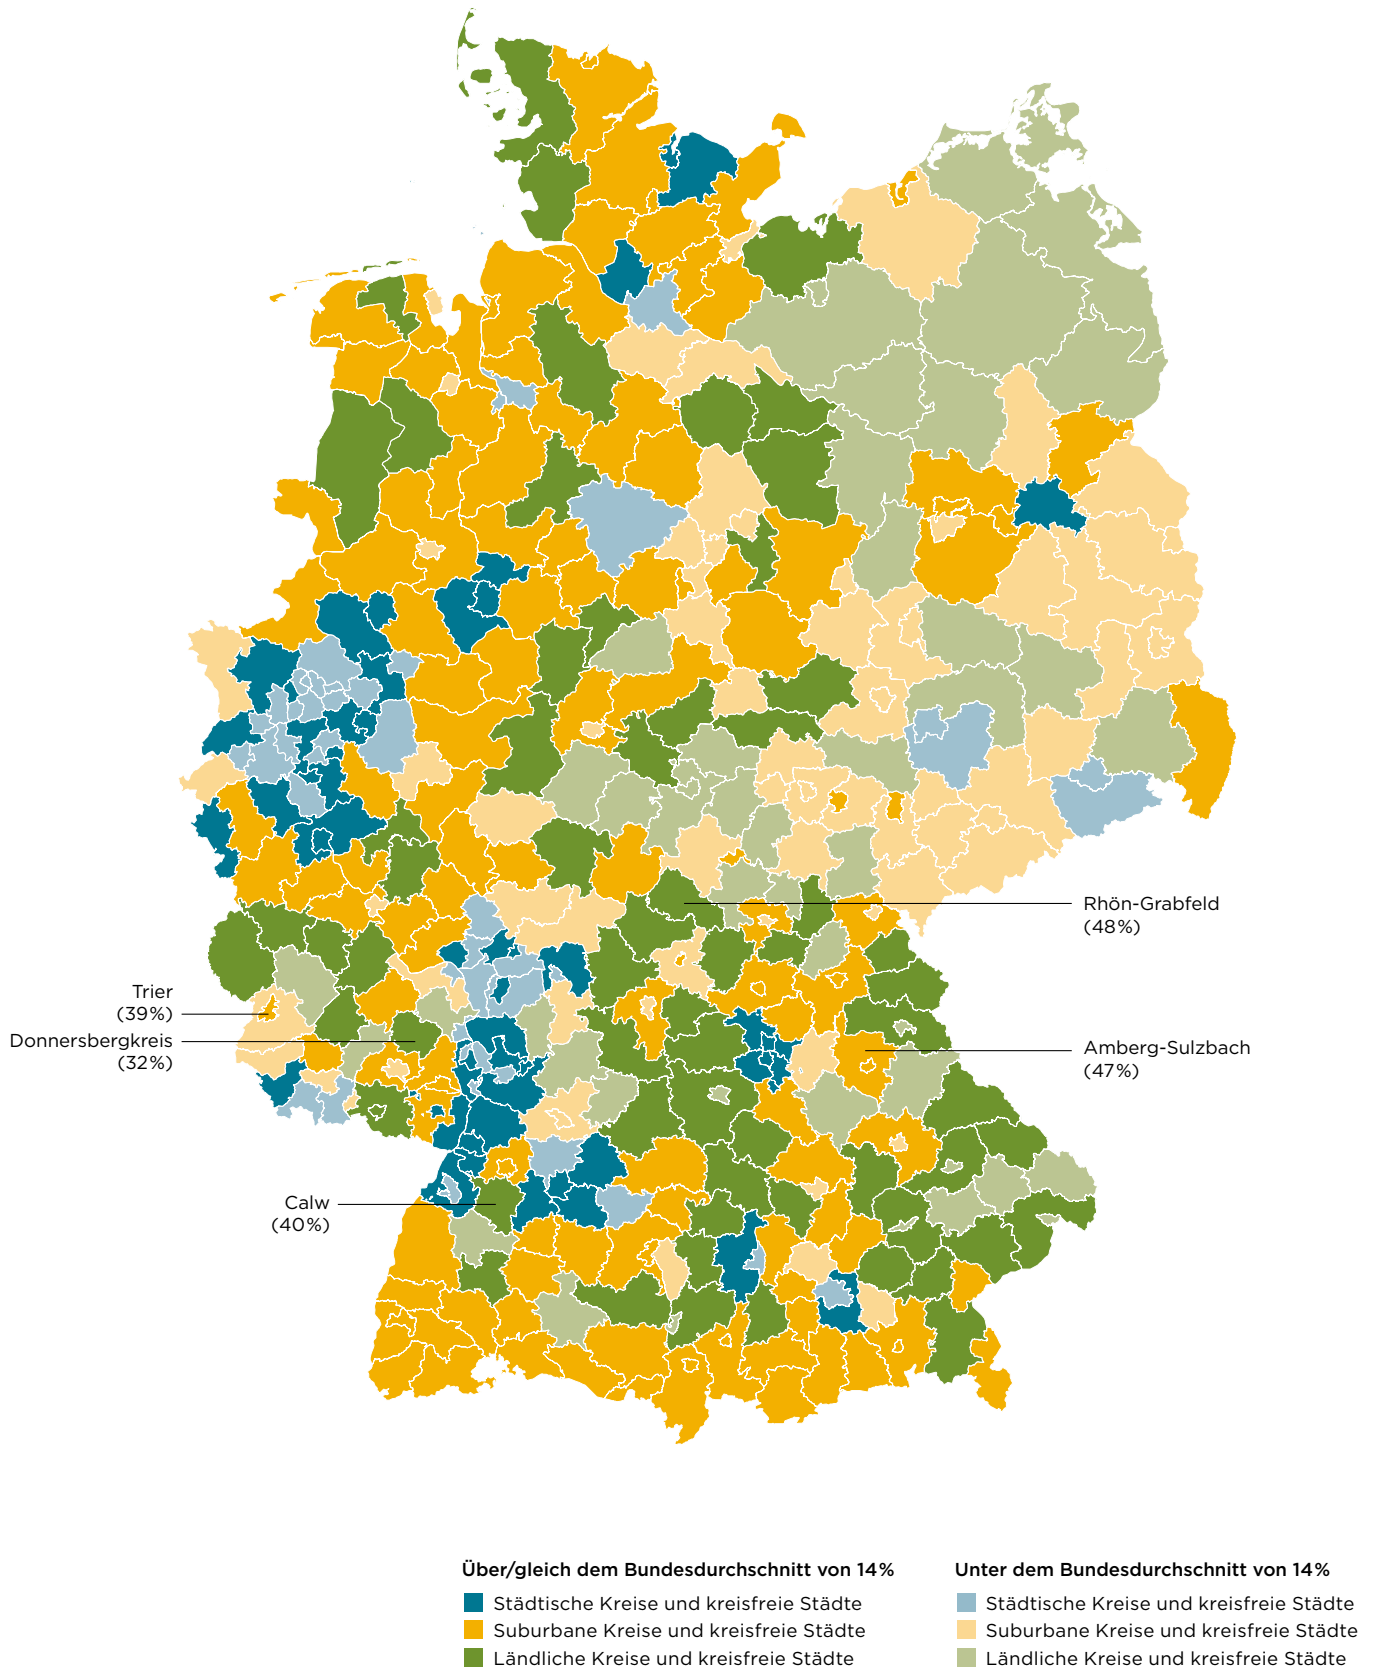 Rhön-Grabfeld
(48%)
Trier
(39%)
Donnersbergkreis
(32%)
Amberg-Sulzbach
(47%)
Calw
(40%)
Über/gleich dem Bundesdurchschnitt von 14%
Städtische Kreise und kreisfreie Städte
Suburbane Kreise und kreisfreie Städte
Ländliche Kreise und kreisfreie Städte
Unter dem Bundesdurchschnitt von 14%
Städtische Kreise und kreisfreie Städte
Suburbane Kreise und kreisfreie Städte
Ländliche Kreise und kreisfreie Städte